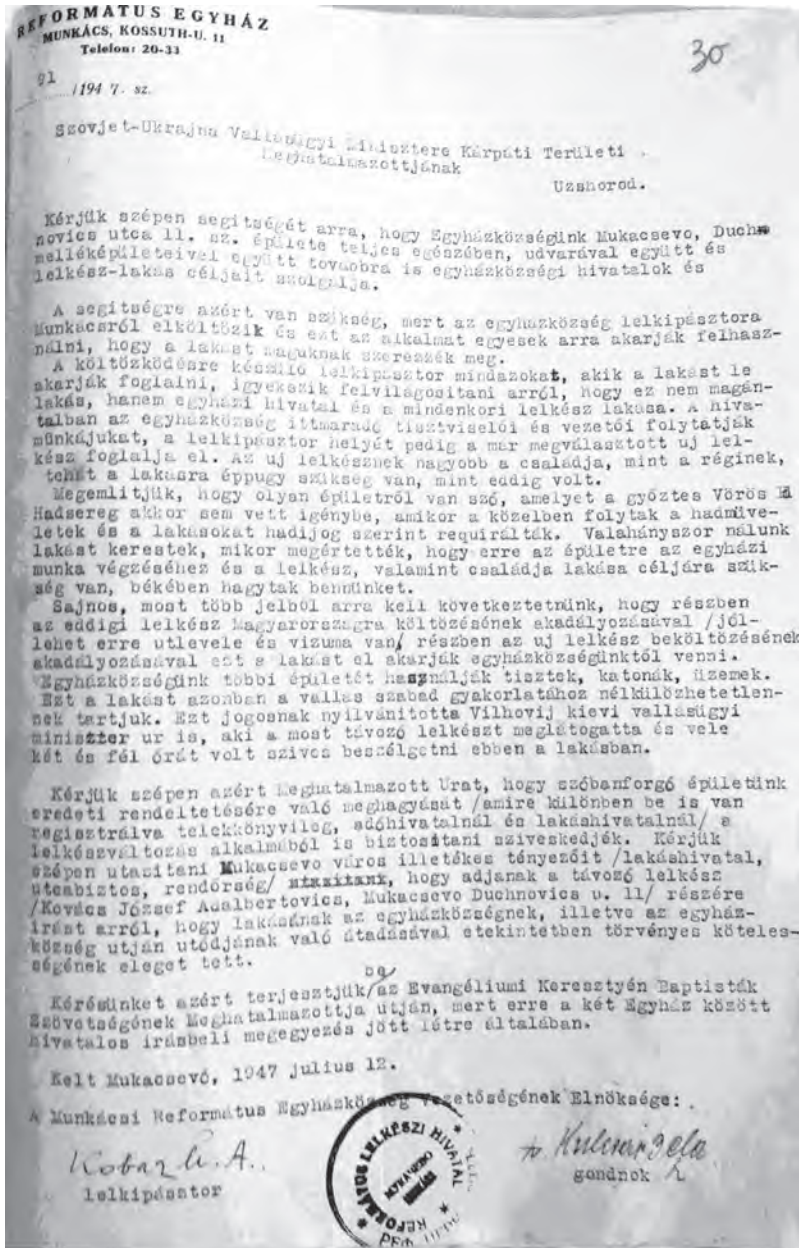 REFORMATUS EGYHÁZ
MUNKÁCS, KOSSUTH-U. 11
Telefon: 20-33
30
91 /194 7. sz.
Szovjet-Ukrajna Vallásügyi Minisztere Kárpáti Területi
Meghatalmazottjának
Uzshorod.
Kérjük szépen segitségét arra, hogy Egyházközségünk Mukacsevo, Duch
novics utca 11. sz. épülete teljes egészében, udvarával együtt és
melléképületeivel együtt továbbra is egyházközségi hivatalok és
lelkész-lakás céljait szolgálja.
A segitségre azért van szükség, mert az egyházközség lelkipásztora
Munkácsról elköltözik és ezt az alkalmat egyesek arra akarják felhasz-
nálni, hogy a lakást maguknak szerezzék meg.
A költözködésre készülő lelkipásztor mindazokat, akik a lakást le
akarják foglalni, igyekszik felvilágositani arról, hogy ez nem magán-
lakás, hanem egyházi hivatal és a mindenkori lelkész lakása. A hiva-
talban az egyházközség ittmaradó tisztviselői és vezetői folytatják
munkájukat, a lelkipásztor helyét pedig a már megválasztott uj lel-
kész foglalja el. Az uj lelkésznek nagyobb a családja, mint a réginek,
tehát a lakásra éppugy szükség van, mint eddig volt.
Megemlitjük, hogy olyan épületről van szó, amelyet a győztes Vörös
Hadsereg akkor sem vett igénybe, amikor a közelben folytak a hadműve-
letek és a lakásokat hadijog szerint requirálták. Valahányszor nálunk
lakást kerestek, mikor megértették, hogy erre az épületre az egyházi
munka végzéséhez és a lelkész, valamint családja lakása céljára szük-
ség van, békében hagytak bennünket.
Sajnos, most több jelből arra kell következtetnünk, hogy részben
az eddigi lelkész Magyarországra költözésének akadályozásával /jól-
lehet erre utlevele és vizuma van/ részben az uj lelkész beköltözésének
akadályozásával ezt a lakást el akarják egyházközségünktől venni.
Egyházközségünk többi épületét használják tisztek, katonák, üzemek.
Ezt a lakást azonban a vallás szabad gyakorlatához nélkülözhetetlen-
nek tartjuk. Ezt jogosnak nyilvánitotta Vilhovij kievi vallásügyi
miniszter ur is, aki a most távozó lelkészt meglátogatta és vele
két és fél órát volt szives beszélgetni ebben a lakásban.
Kérjük szépen azért Meghatalmazott Urat, hogy szóbanforgó épületünk
eredeti rendeltetésére való meghagyását /amire különben be is van
registrálva telekkönyvileg, adóhivatalnál és lakáshivatalnál/ a
lelkészváltozás alkalmából is biztositani sziveskedjék. Kérjük
szépen utasitani Mukacsevo város illetékes tényezőit /lakáshivatal,
utcabiztos, rendőrség/ utasitani, hogy adjanak a távozó lelkész
/Kovács József Adalbertovics, Mukacsevo Duchnovics u. 11/ részére
irást arról, hogy lakásának az egyházközségnek, illetve az egyház-
község utján utódjának való átadásával etekintetben törvényes köteles-
ségének eleget tett.
Kérésünket azért terjesztjük be az Evangéliumi Keresztyén Baptisták
Szövetségének Meghatalmazottja utján, mert erre a két Egyház között
hivatalos irásbeli megegyezés jött létre általában.
Kelt Mukacsevó, 1947 julius 12.
A Munkácsi Református Egyházközség Vezetőségének Elnöksége:
lelkipásztor
gondnok
REFORMÁTUS LELKÉSZI HIVATAL